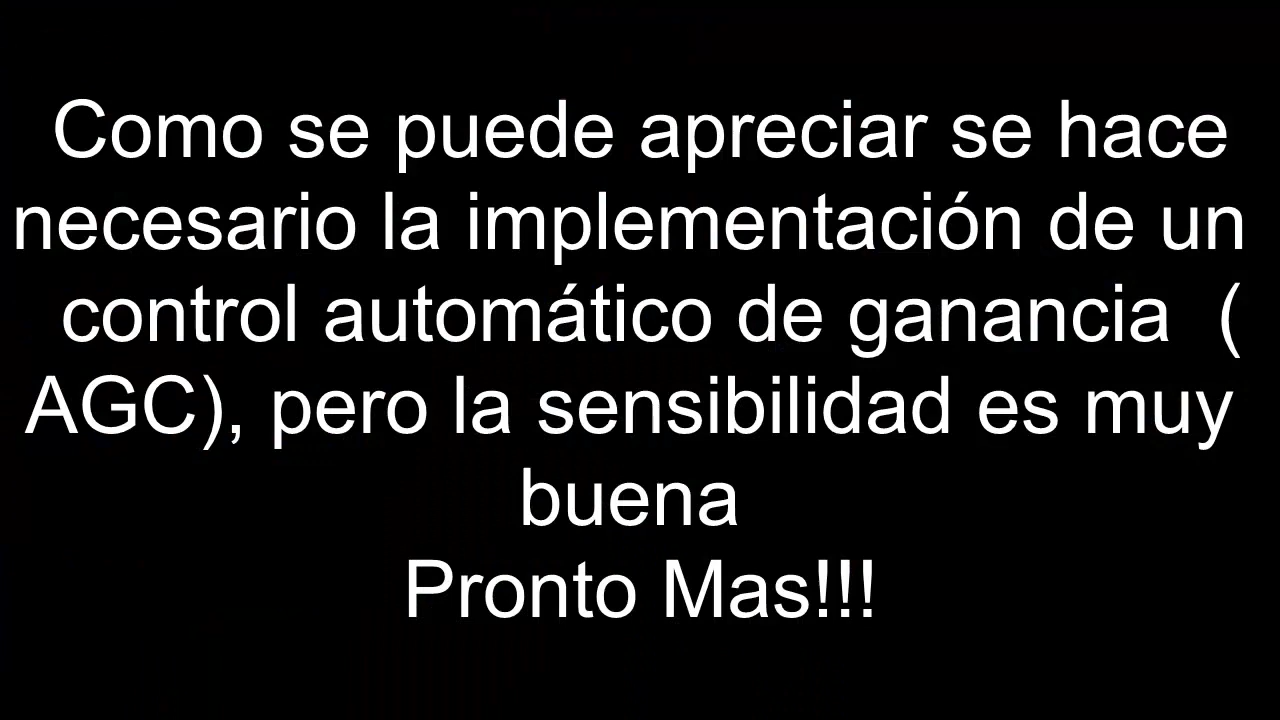 Como se puede apreciar se hace
necesario la implementación de un
control automático de ganancia (
AGC), pero la sensibilidad es muy
buena
Pronto Mas!!!